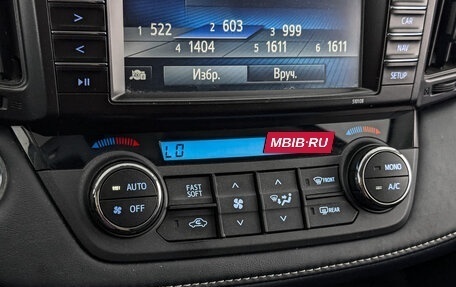 1 522 2 603 3 999
4 1404 5 1611 6 1611
Избр. Вруч.
CAR
NAV
SETUP
510108
LO MBIB-RU
AUTO
OFF
FAST
SOFT
FRONT
REAR
MONO
A/C